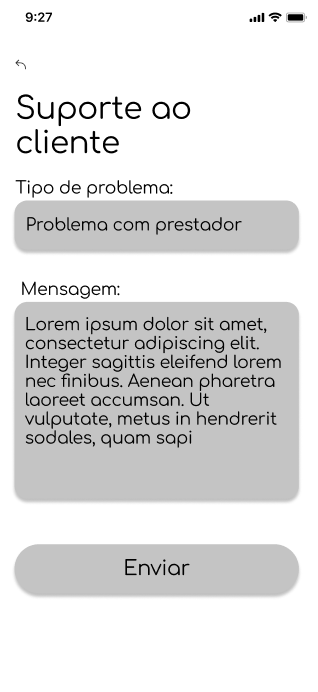 9:27
Suporte ao
cliente
Tipo de problema:
Problema com prestador
Mensagem:
Lorem ipsum dolor sit amet,
consectetur adipiscing elit.
Integer sagittis eleifend lorem
nec finibus. Aenean pharetra
laoreet accumsan. Ut
vulputate, metus in hendrerit
sodales, quam sapi
Enviar